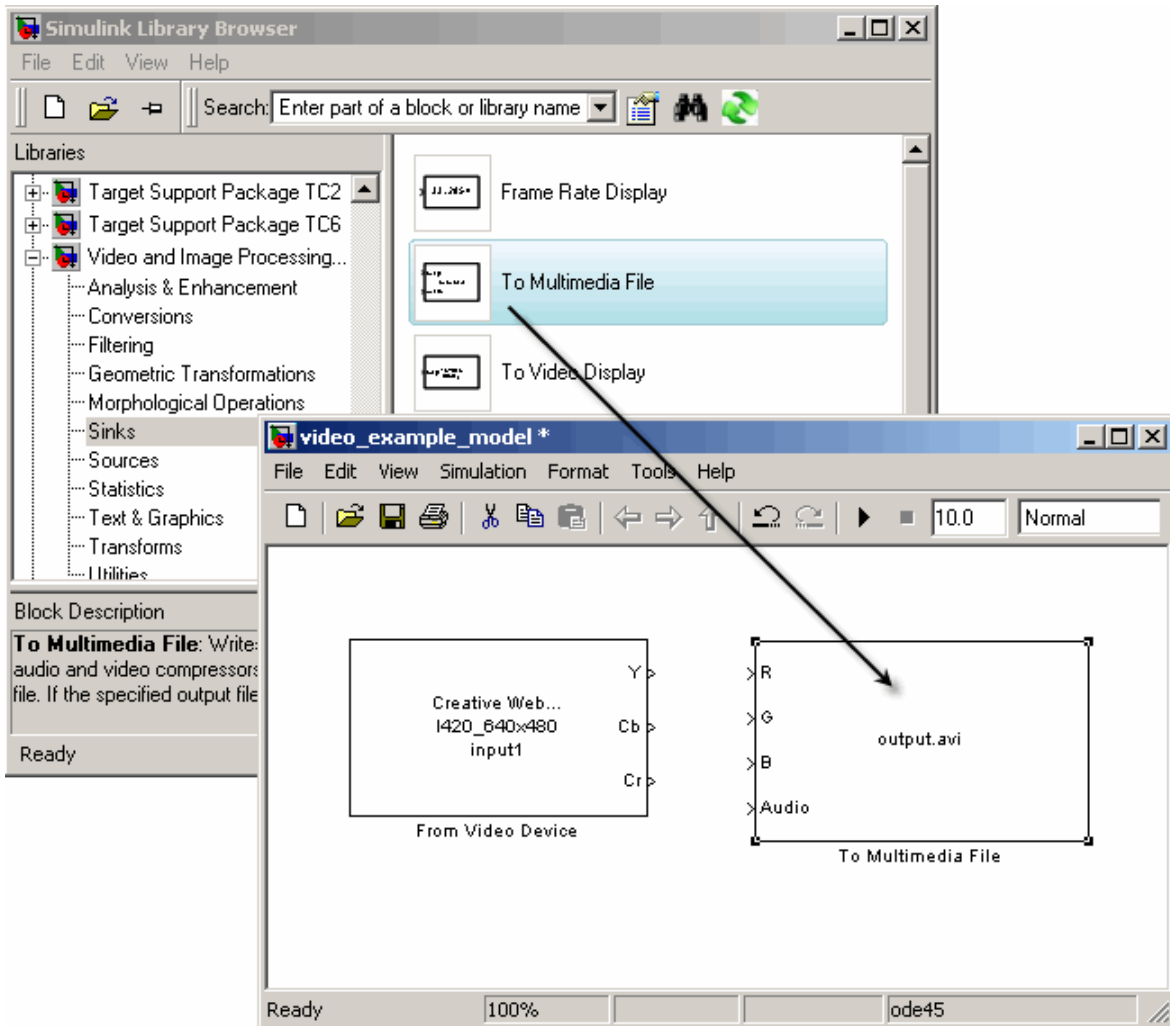 Simulink Library Browser
File Edit View Help
Search: Enter part of a block or library name
Libraries
Target Support Package TC2
Target Support Package TC6
Video and Image Processing...
Analysis & Enhancement
Conversions
Filtering
Geometric Transformations
Morphological Operations
Sinks
Sources
Statistics
Text & Graphics
Transforms
Utilities
Frame Rate Display
To Multimedia File
To Video Display
Block Description
To Multimedia File: Write
audio and video compressors
file. If the specified output file
Ready
video_example_model *
File Edit View Simulation Format Tools Help
10.0 Normal
Creative Web...
I420_640x480
input1
Y
Cb
Cr
From Video Device
R
G
B
Audio
output.avi
To Multimedia File
Ready 100% ode45